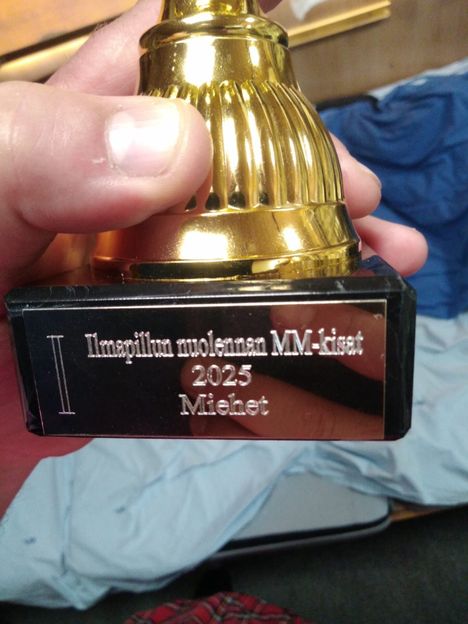 I
Ilmapillun nuolennan MM-kisat
2025
Miehet